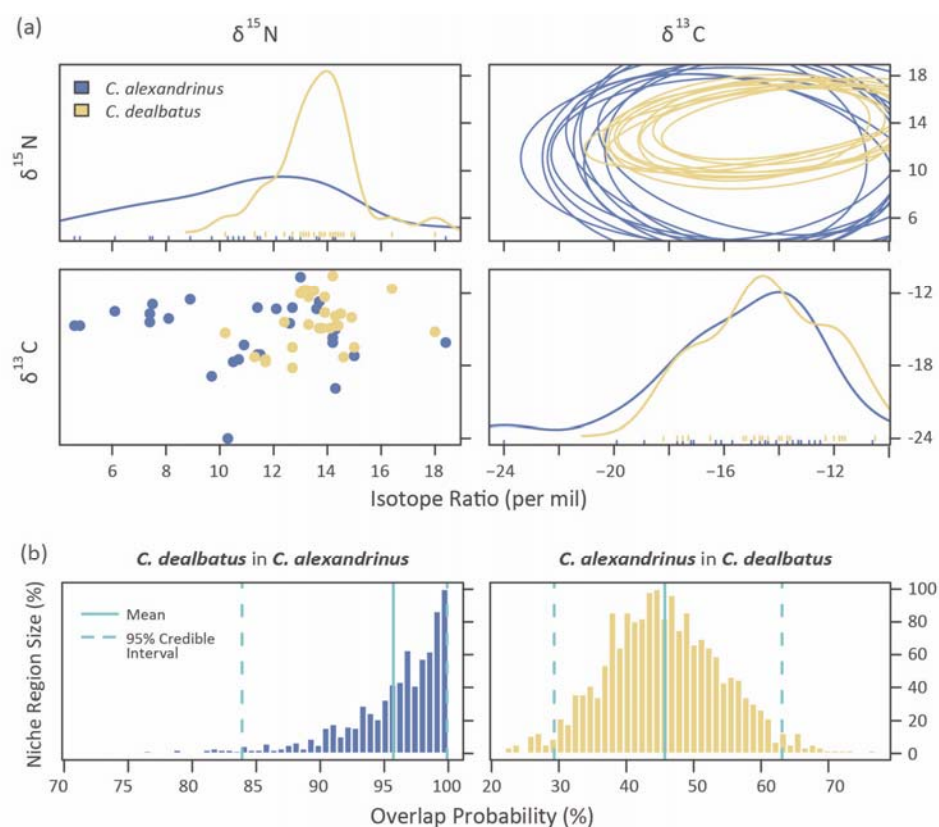 (a)
δ15N
δ13C
C. alexandrinus
C. dealbatus
δ15N
18
14
10
6
δ13C
-12
-18
-24
6 8 10 12 14 16 18
-24 -20 -16 -12
Isotope Ratio (per mil)
(b)
C. dealbatus in C. alexandrinus
C. alexandrinus in C. dealbatus
Niche Region Size (%)
Mean
95% Credible
Interval
100
80
60
40
20
0
70 75 80 85 90 95 100
20 30 40 50 60 70
Overlap Probability (%)